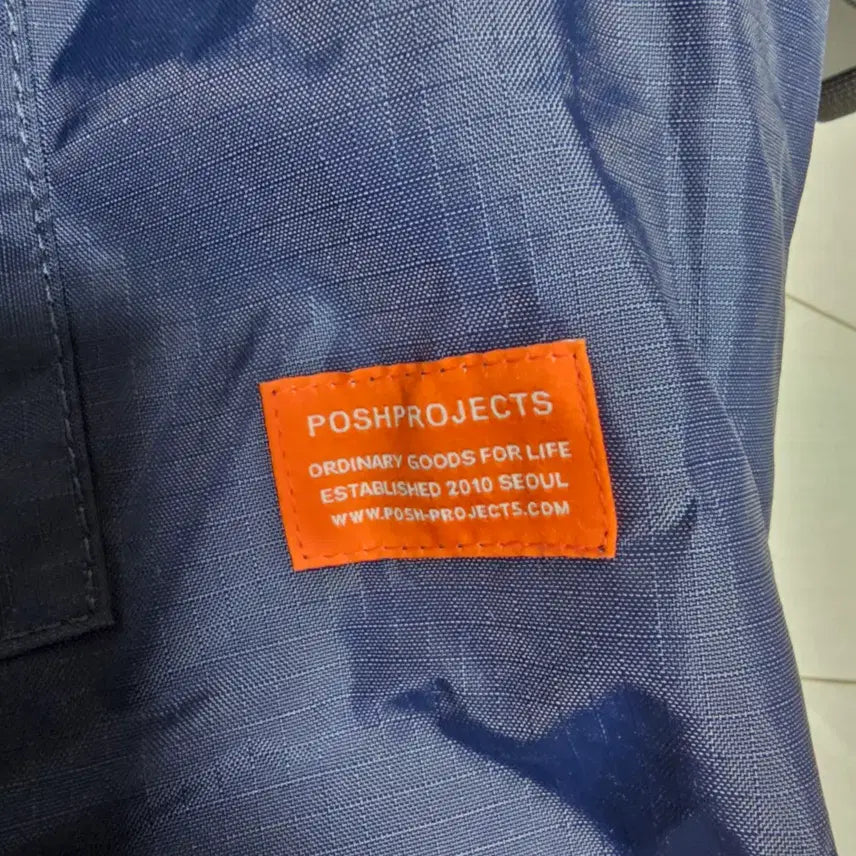 POSHPROJECTS
ORDINARY GOODS FOR LIFE
ESTABLISHED 2010 SEOUL
WWW.POSH-PROJECTS.COM